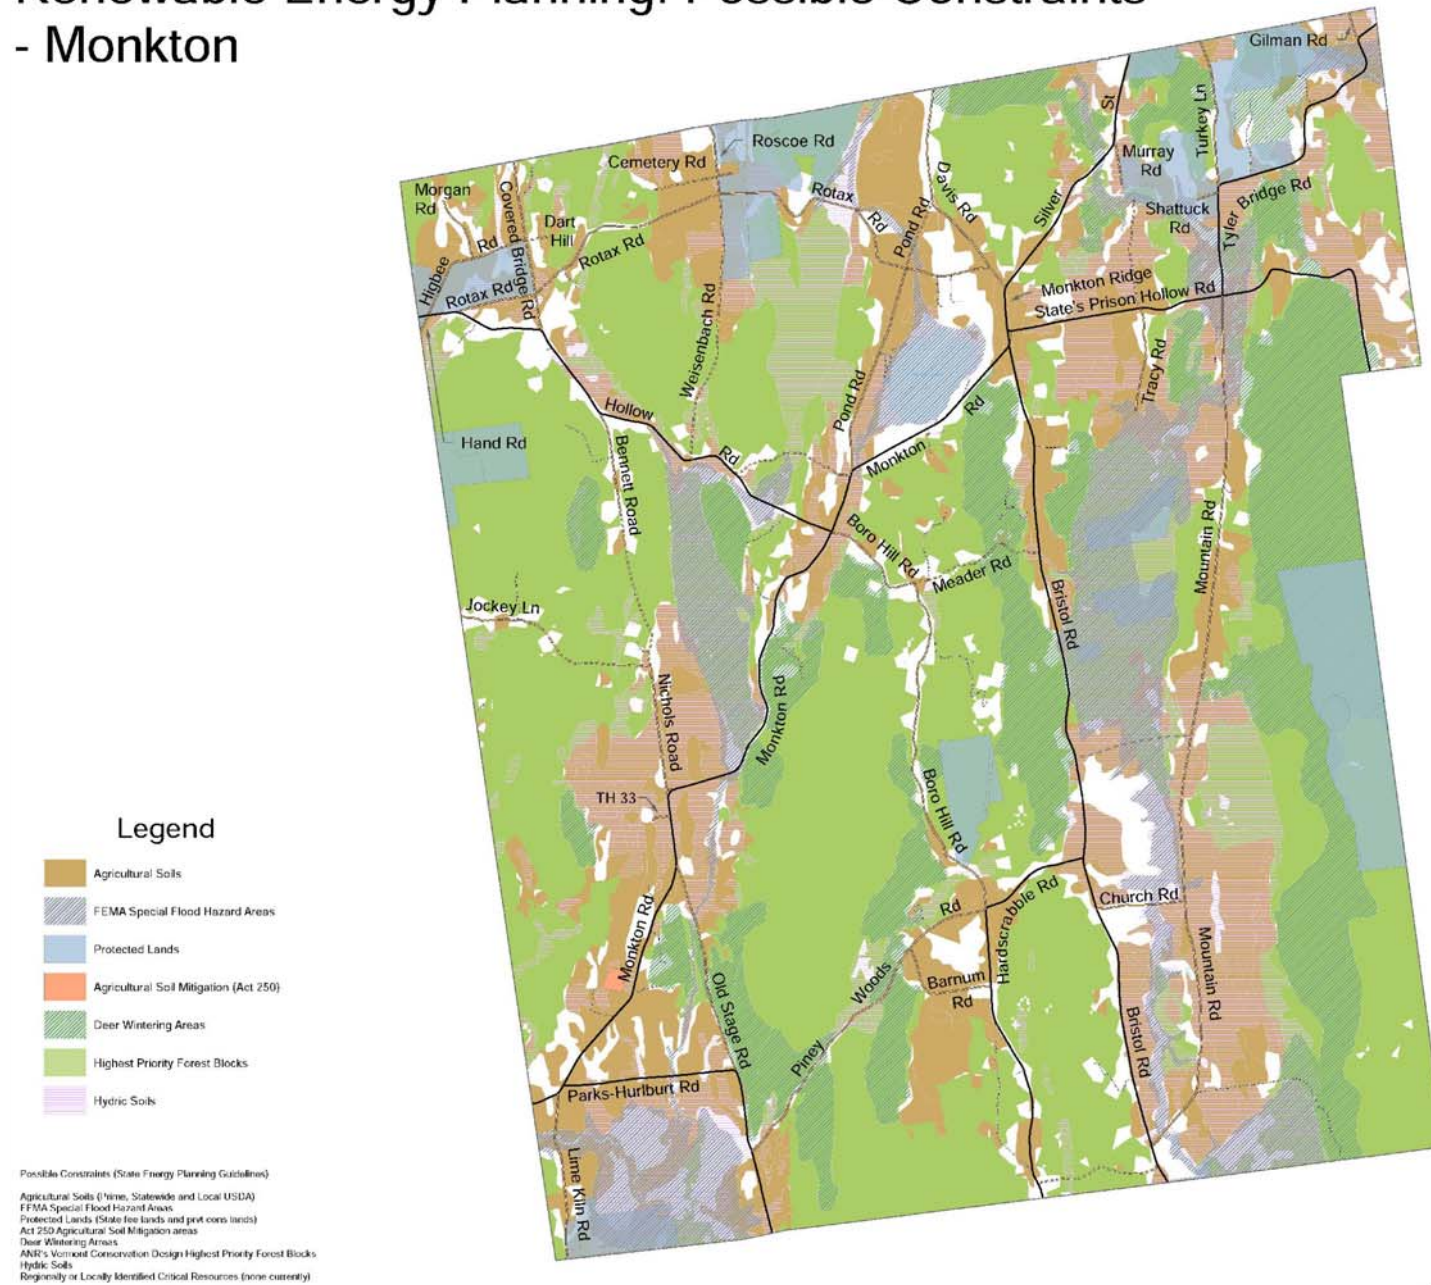 Renewable Energy Planning: Possible Constraints
- Monkton
Gilman Rd
St
Turkey Ln
Roscoe Rd
Cemetery Rd
Murray
Rd
Morgan
Rd
Covered Bridge Rd
Dart
Hill
Rotax
Rd
Davis Rd
Silver
Shattuck
Rd
Tyler Bridge Rd
Higbee
Rd
Rotax Rd
Rotax Rd
Pond Rd
Monkton Ridge
State's Prison Hollow Rd
Weisenbach Rd
Tracy Rd
Pond Rd
Hollow
Rd
Monkton
Rd
Hand Rd
Bennett Road
Boro Hill Rd
Meader Rd
Mountain Rd
Jockey Ln
Bristol Rd
Nichols Road
Monkton Rd
TH 33
Boro Hill Rd
Church Rd
Rd
Hardscrabble Rd
Monkton Rd
Woods
Barnum
Rd
Mountain Rd
Old Stage Rd
Piney
Bristol Rd
Parks-Hurlburt Rd
Lime Kiln Rd
Legend
Agricultural Soils
FEMA Special Flood Hazard Areas
Protected Lands
Agricultural Soil Mitigation (Act 250)
Deer Wintering Areas
Highest Priority Forest Blocks
Hydric Soils
Possible Constraints (State Energy Planning Guidelines)
Agricultural Soils (Prime, Statewide and Local USDA)
FEMA Special Flood Hazard Areas
Protected Lands (State fee lands and prvt cons lands)
Act 250 Agricultural Soil Mitigation areas
Deer Wintering Arreas
ANR's Vermont Conservation Design Highest Priority Forest Blocks
Hydric Soils
Regionally or Locally Identified Critical Resources (none currently)